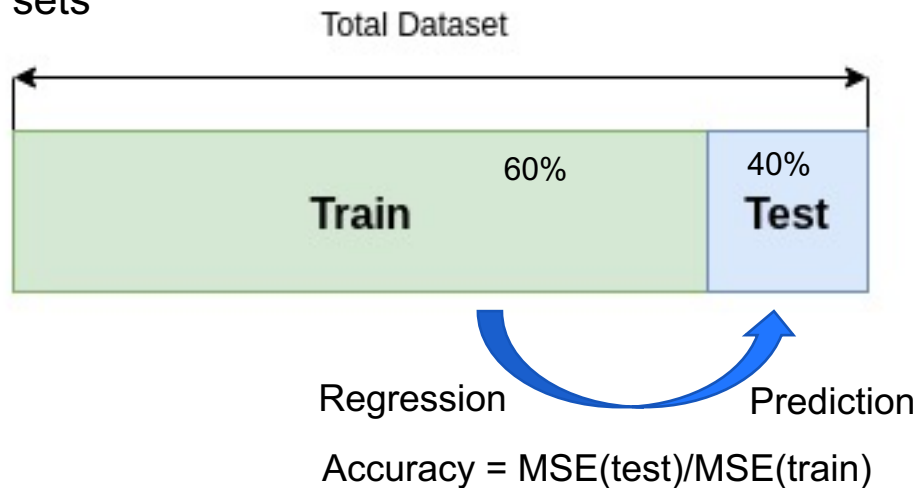 sets
Total Dataset
60%
40%
Train
Test
Regression
Prediction
Accuracy = MSE(test)/MSE(train)